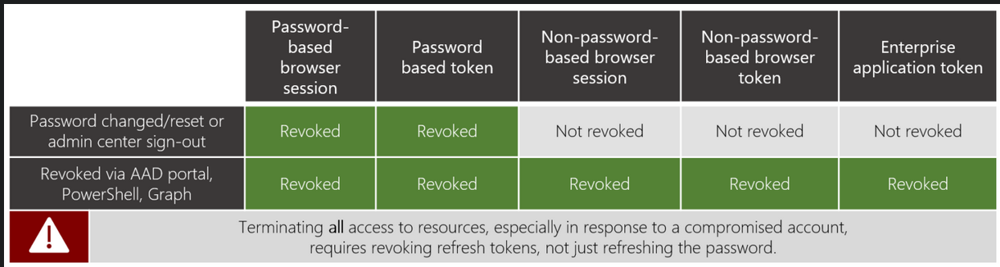 Password-
based
browser
session
Password
based token
Non-password-
based browser
session
Non-password-
based browser
token
Enterprise
application token
Password changed/reset or
admin center sign-out
Revoked
Revoked
Not revoked
Not revoked
Not revoked
Revoked via AAD portal,
PowerShell, Graph
Revoked
Revoked
Revoked
Revoked
Revoked
Terminating all access to resources, especially in response to a compromised account,
requires revoking refresh tokens, not just refreshing the password.